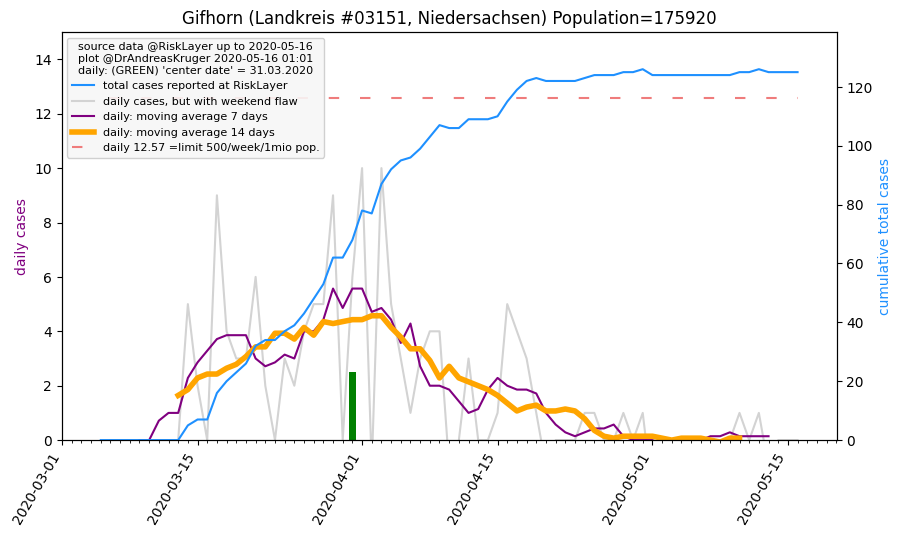 Gifhorn (Landkreis #03151, Niedersachsen) Population=175920
source data @RiskLayer up to 2020-05-16
plot @DrAndreasKruger 2020-05-16 01:01
daily: (GREEN) 'center date' = 31.03.2020
total cases reported at RiskLayer
daily cases, but with weekend flaw
daily: moving average 7 days
daily: moving average 14 days
daily 12.57 =limit 500/week/1mio pop.
daily cases
14
12
10
8
6
4
2
0
cumulative total cases
120
100
80
60
40
20
0
2020-03-01
2020-03-15
2020-04-01
2020-04-15
2020-05-01
2020-05-15